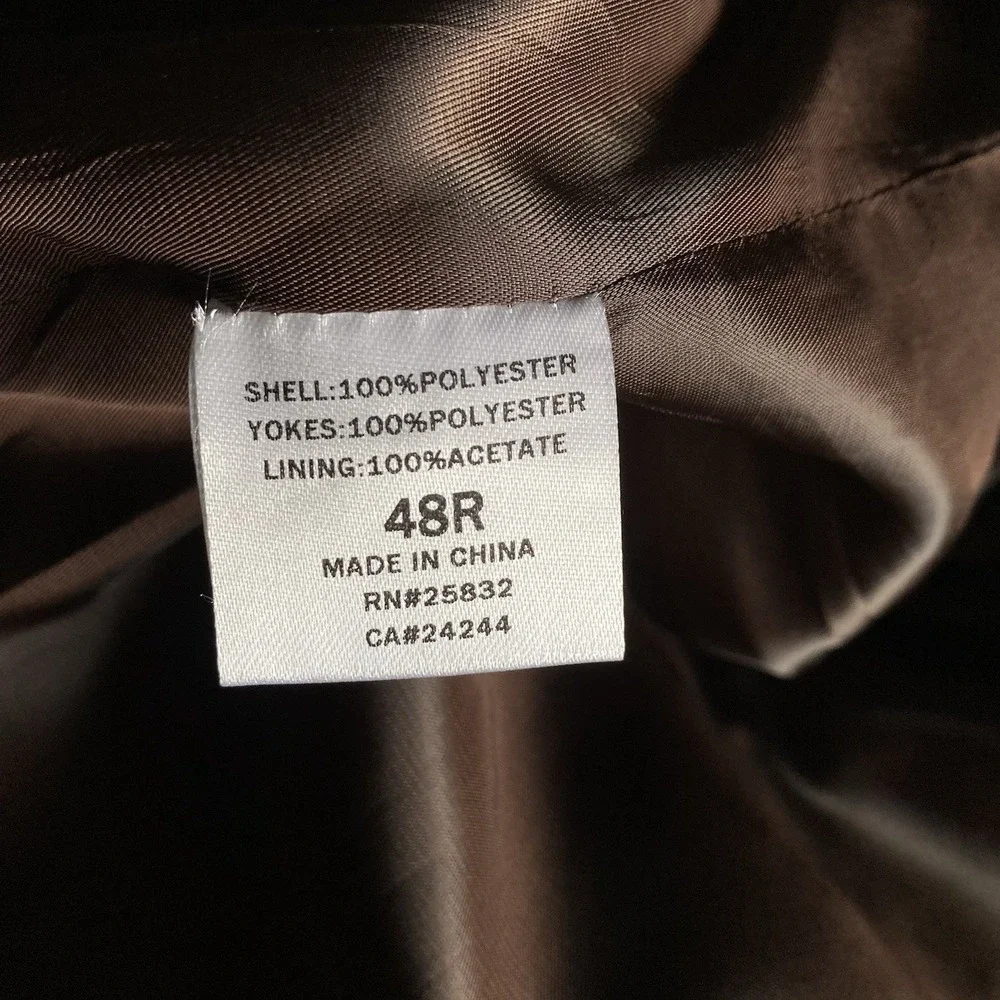 SHELL:100%POLYESTER
YOKES:100%POLYESTER
LINING:100%ACETATE
48R
MADE IN CHINA
RN#25832
CA#24244